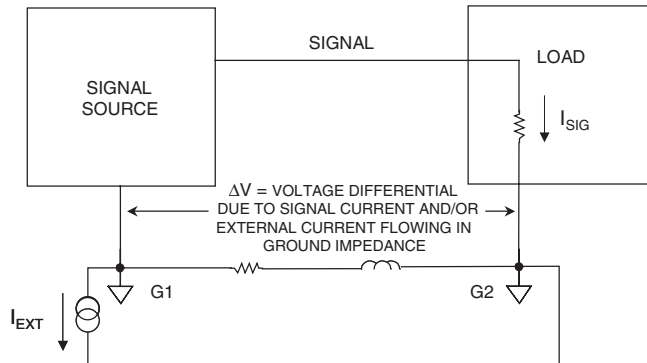 SIGNAL
SOURCE
SIGNAL
LOAD
I_SIG
ΔV = VOLTAGE DIFFERENTIAL
DUE TO SIGNAL CURRENT AND/OR
EXTERNAL CURRENT FLOWING IN
GROUND IMPEDANCE
G1
G2
I_EXT